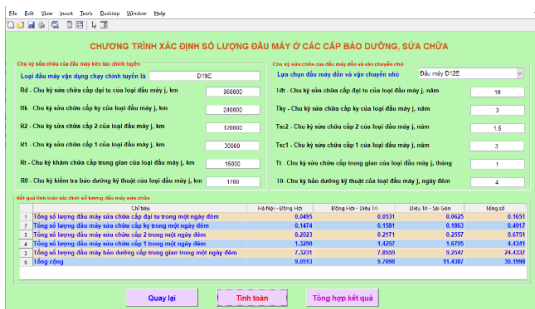 File Edit View Insert Tools Desktop Window Help
CHƯƠNG TRÌNH XÁC ĐỊNH SỐ LƯỢNG ĐẦU MÁY Ở CÁC CẤP BẢO DƯỠNG, SỬA CHỮA
Chu kỳ sửa chữa của đầu máy kéo tàu chính tuyến
Loại đầu máy vận dụng chạy chính tuyến là D19E
Rđ - Chu kỳ sửa chữa cấp đại tu của loại đầu máy j, km 960000
Rk - Chu kỳ sửa chữa cấp ky của loại đầu máy j, km 240000
R2 - Chu kỳ sửa chữa cấp 2 của loại đầu máy j, km 120000
R1 - Chu kỳ sửa chữa cấp 1 của loại đầu máy j, km 30000
Rt - Chu kỳ khám chữa cấp trung gian của loại đầu máy j, km 15000
R0 - Chu kỳ kiểm tra bảo dưỡng kỹ thuật của loại đầu máy j, km 1700
Chu kỳ sửa chữa của đầu máy dồn và vận chuyển nhỏ
Lựa chọn đầu máy dồn và vận chuyển nhỏ Đầu máy D12E
Tđt - Chu kỳ sửa chữa cấp đại tu của loại đầu máy j, năm 18
Tky - Chu kỳ sửa chữa cấp ky của loại đầu máy j, năm 3
Tsc2 - Chu kỳ sửa chữa cấp 2 của loại đầu máy j, năm 1.5
Tsc1 - Chu kỳ sửa chữa cấp 1 của loại đầu máy j, năm 3
Tt - Chu kỳ sửa chữa cấp trung gian của loại đầu máy j, tháng 1
T0- Chu kỳ bảo dưỡng kỹ thuật của loại đầu máy j, ngày đêm 4
Kết quả tính toán xác định số lượng đầu máy sửa chữa
Chỉ tiêu Hà Nội - Đồng Hới Đồng Hới - Diêu Trì Diêu Trì - Sài Gòn Tổng số
1 Tổng số lượng đầu máy sửa chữa cấp đại tu trong một ngày đêm 0.0495 0.0531 0.0625 0.1651
2 Tổng số lượng đầu máy sửa chữa cấp ky trong một ngày đêm 0.1474 0.1581 0.1863 0.4917
3 Tổng số lượng đầu máy sửa chữa cấp 2 trong một ngày đêm 0.2023 0.2171 0.2557 0.6751
4 Tổng số lượng đầu máy sửa chữa cấp 1 trong một ngày đêm 1.3290 1.4257 1.6795 4.4341
5 Tổng số lượng đầu máy bảo dưỡng cấp trung gian trong một ngày đêm 7.3231 7.8559 9.2547 24.4337
6 Tổng cộng 9.0513 9.7098 11.4387 30.1998
Quay lại Tính toán Tổng hợp kết quả